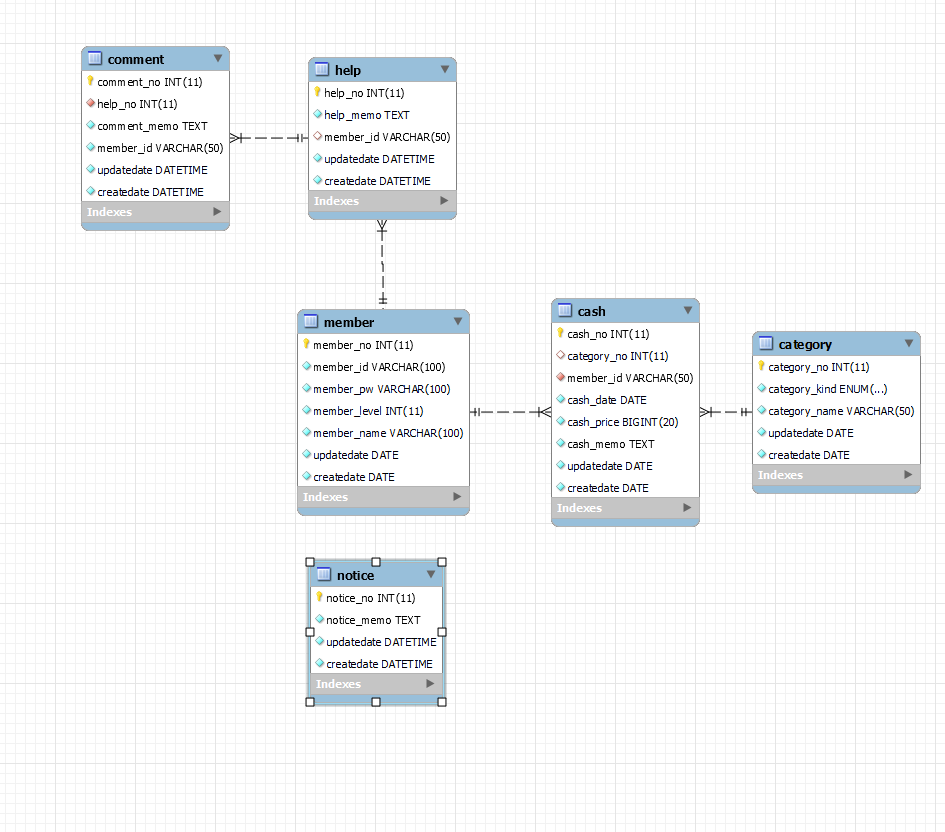 comment
comment_no INT(11)
help_no INT(11)
comment_memo TEXT
member_id VARCHAR(50)
updatedate DATETIME
createdate DATETIME
Indexes
help
help_no INT(11)
help_memo TEXT
member_id VARCHAR(50)
updatedate DATETIME
createdate DATETIME
Indexes
member
member_no INT(11)
member_id VARCHAR(100)
member_pw VARCHAR(100)
member_level INT(11)
member_name VARCHAR(100)
updatedate DATE
createdate DATE
Indexes
cash
cash_no INT(11)
category_no INT(11)
member_id VARCHAR(50)
cash_date DATE
cash_price BIGINT(20)
cash_memo TEXT
updatedate DATE
createdate DATE
Indexes
category
category_no INT(11)
category_kind ENUM(...)
category_name VARCHAR(50)
updatedate DATE
createdate DATE
Indexes
notice
notice_no INT(11)
notice_memo TEXT
updatedate DATETIME
createdate DATETIME
Indexes